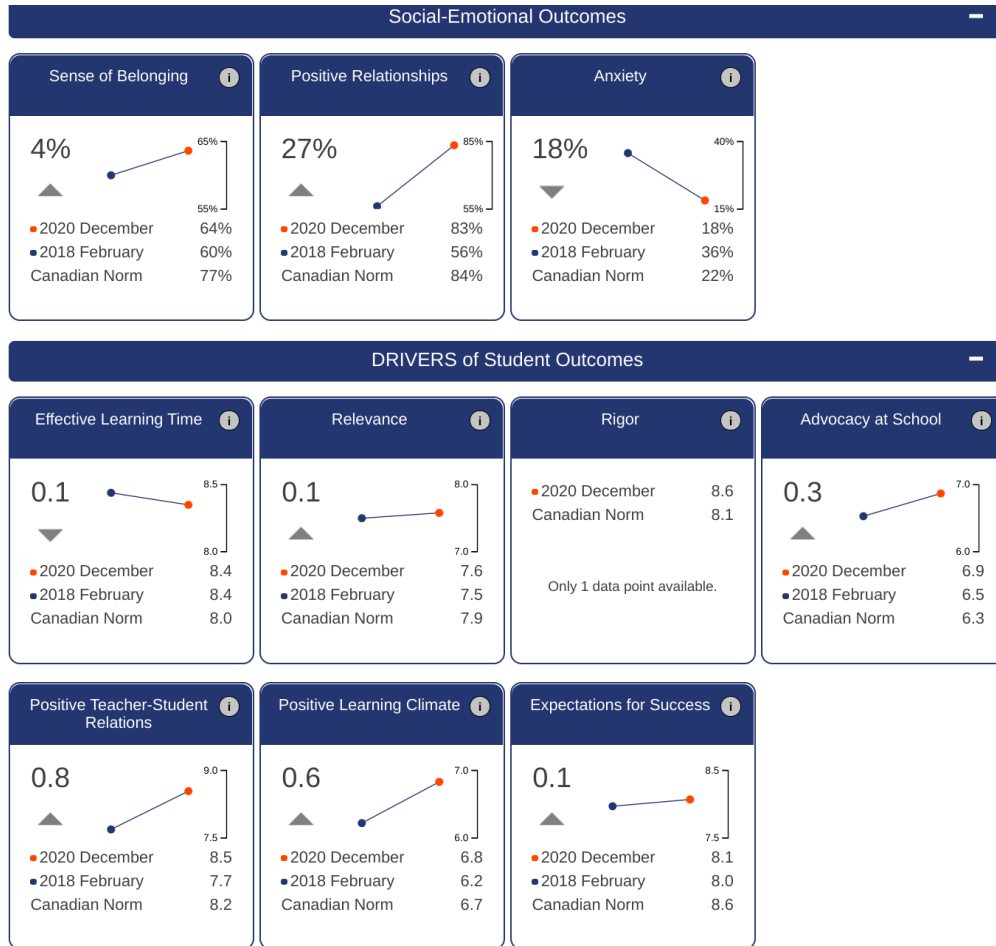 Social-Emotional Outcomes
Sense of Belonging i
4%
65%
55%
2020 December 64%
2018 February 60%
Canadian Norm 77%
Positive Relationships i
27%
85%
55%
2020 December 83%
2018 February 56%
Canadian Norm 84%
Anxiety i
18%
40%
15%
2020 December 18%
2018 February 36%
Canadian Norm 22%
DRIVERS of Student Outcomes
Effective Learning Time i
0.1
8.5
8.0
2020 December 8.4
2018 February 8.4
Canadian Norm 8.0
Relevance i
0.1
8.0
7.0
2020 December 7.6
2018 February 7.5
Canadian Norm 7.9
Rigor i
2020 December 8.6
Canadian Norm 8.1
Only 1 data point available.
Advocacy at School i
0.3
7.0
6.0
2020 December 6.9
2018 February 6.5
Canadian Norm 6.3
Positive Teacher-Student i
Relations
0.8
9.0
7.5
2020 December 8.5
2018 February 7.7
Canadian Norm 8.2
Positive Learning Climate i
0.6
7.0
6.0
2020 December 6.8
2018 February 6.2
Canadian Norm 6.7
Expectations for Success i
0.1
8.5
7.5
2020 December 8.1
2018 February 8.0
Canadian Norm 8.6